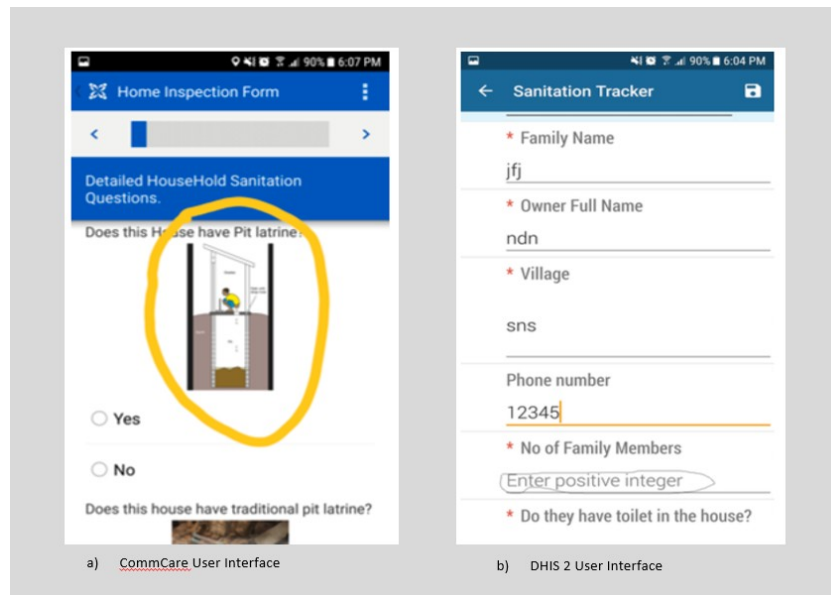 90% 6:07 PM
Home Inspection Form
Detailed HouseHold Sanitation
Questions.
Does this House have Pit latrine?
Yes
No
Does this house have traditional pit latrine?
a) CommCare User Interface
90% 6:04 PM
Sanitation Tracker
* Family Name
jfj
* Owner Full Name
ndn
* Village
sns
Phone number
12345
* No of Family Members
Enter positive integer
* Do they have toilet in the house?
b) DHIS 2 User Interface